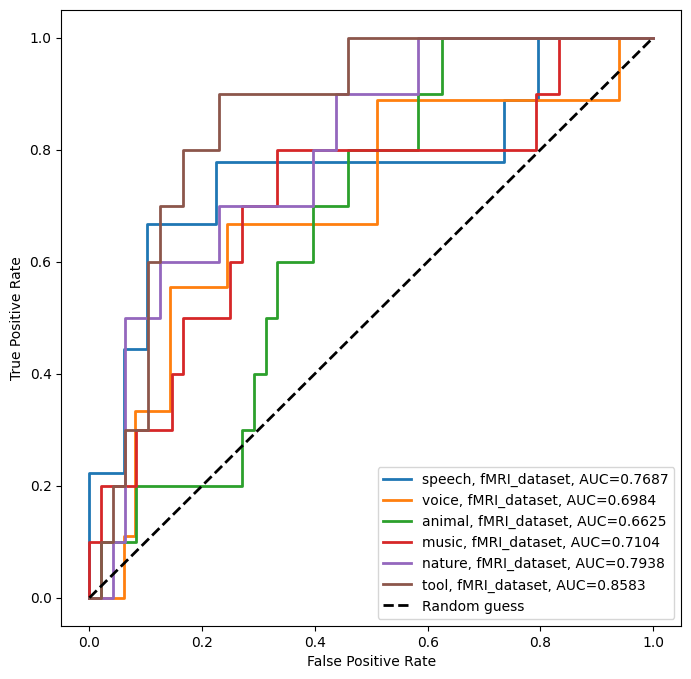 1.0
0.8
0.6
0.4
0.2
0.0
True Positive Rate
speech, fMRI_dataset, AUC=0.7687
voice, fMRI_dataset, AUC=0.6984
animal, fMRI_dataset, AUC=0.6625
music, fMRI_dataset, AUC=0.7104
nature, fMRI_dataset, AUC=0.7938
tool, fMRI_dataset, AUC=0.8583
Random guess
0.0 0.2 0.4 0.6 0.8 1.0
False Positive Rate